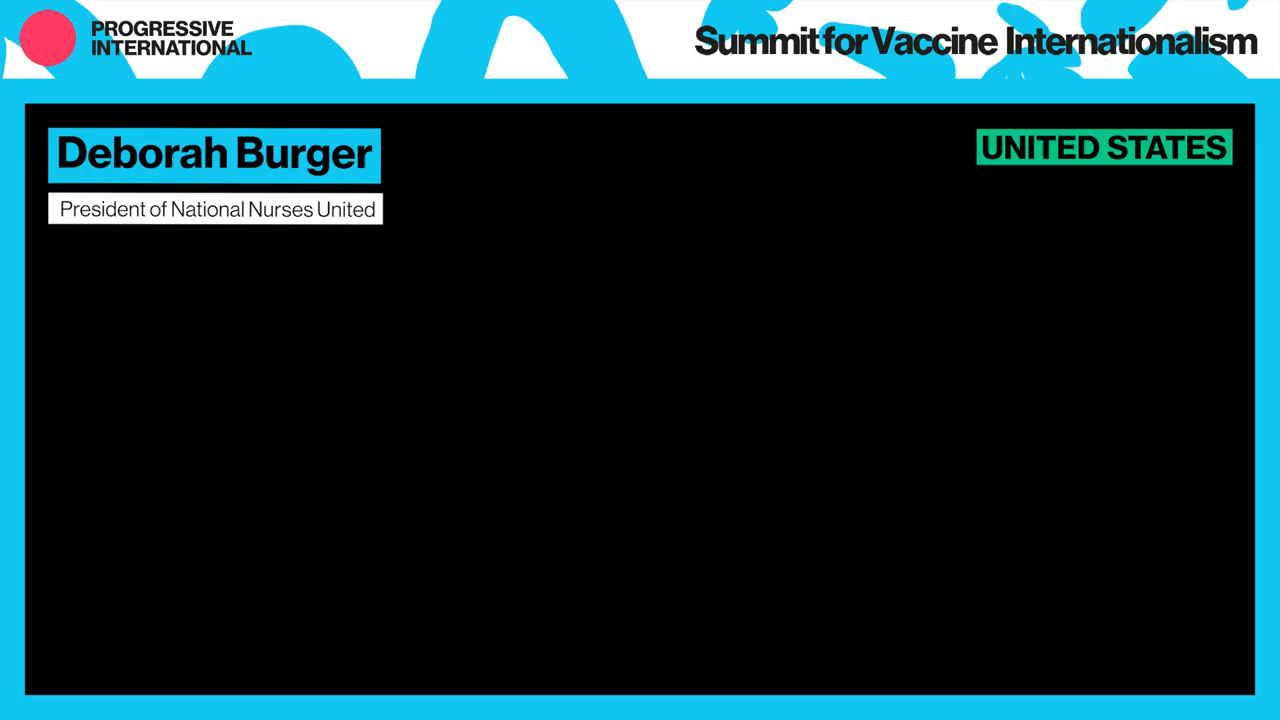 PROGRESSIVE
INTERNATIONAL
Summit for Vaccine Internationalism
Deborah Burger
UNITED STATES
President of National Nurses United